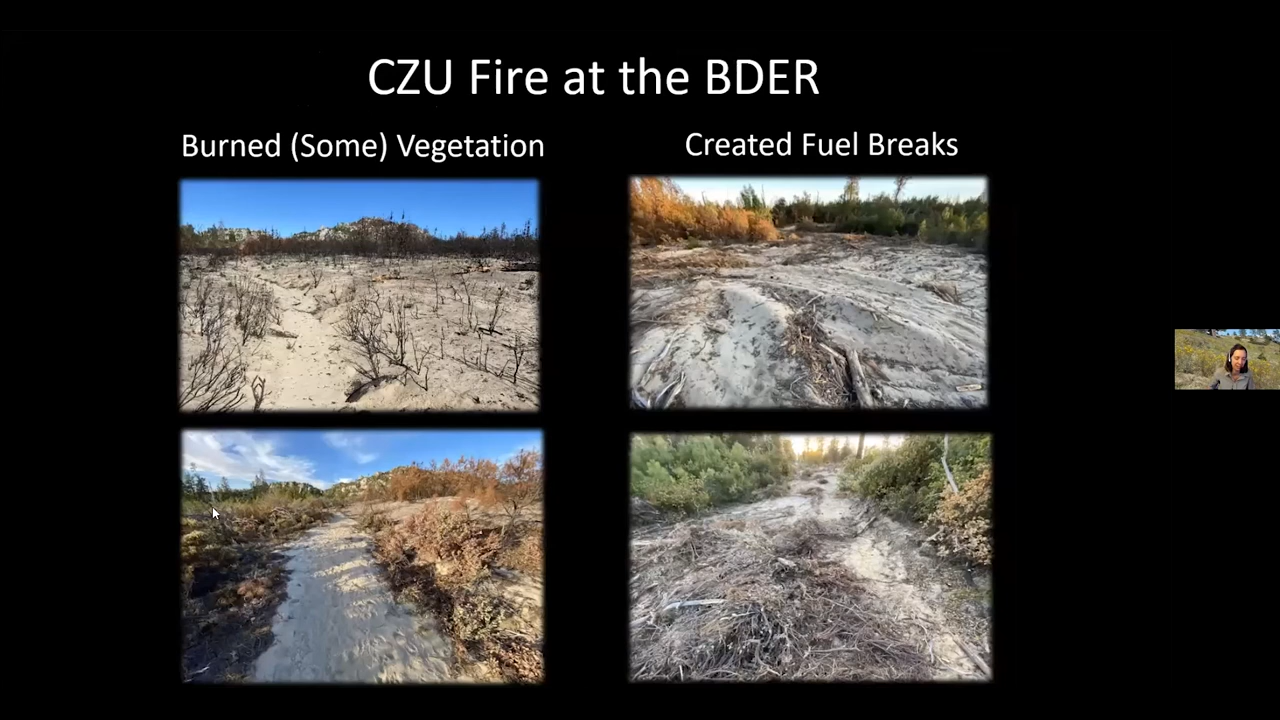 CZU Fire at the BDER
Burned (Some) Vegetation
Created Fuel Breaks